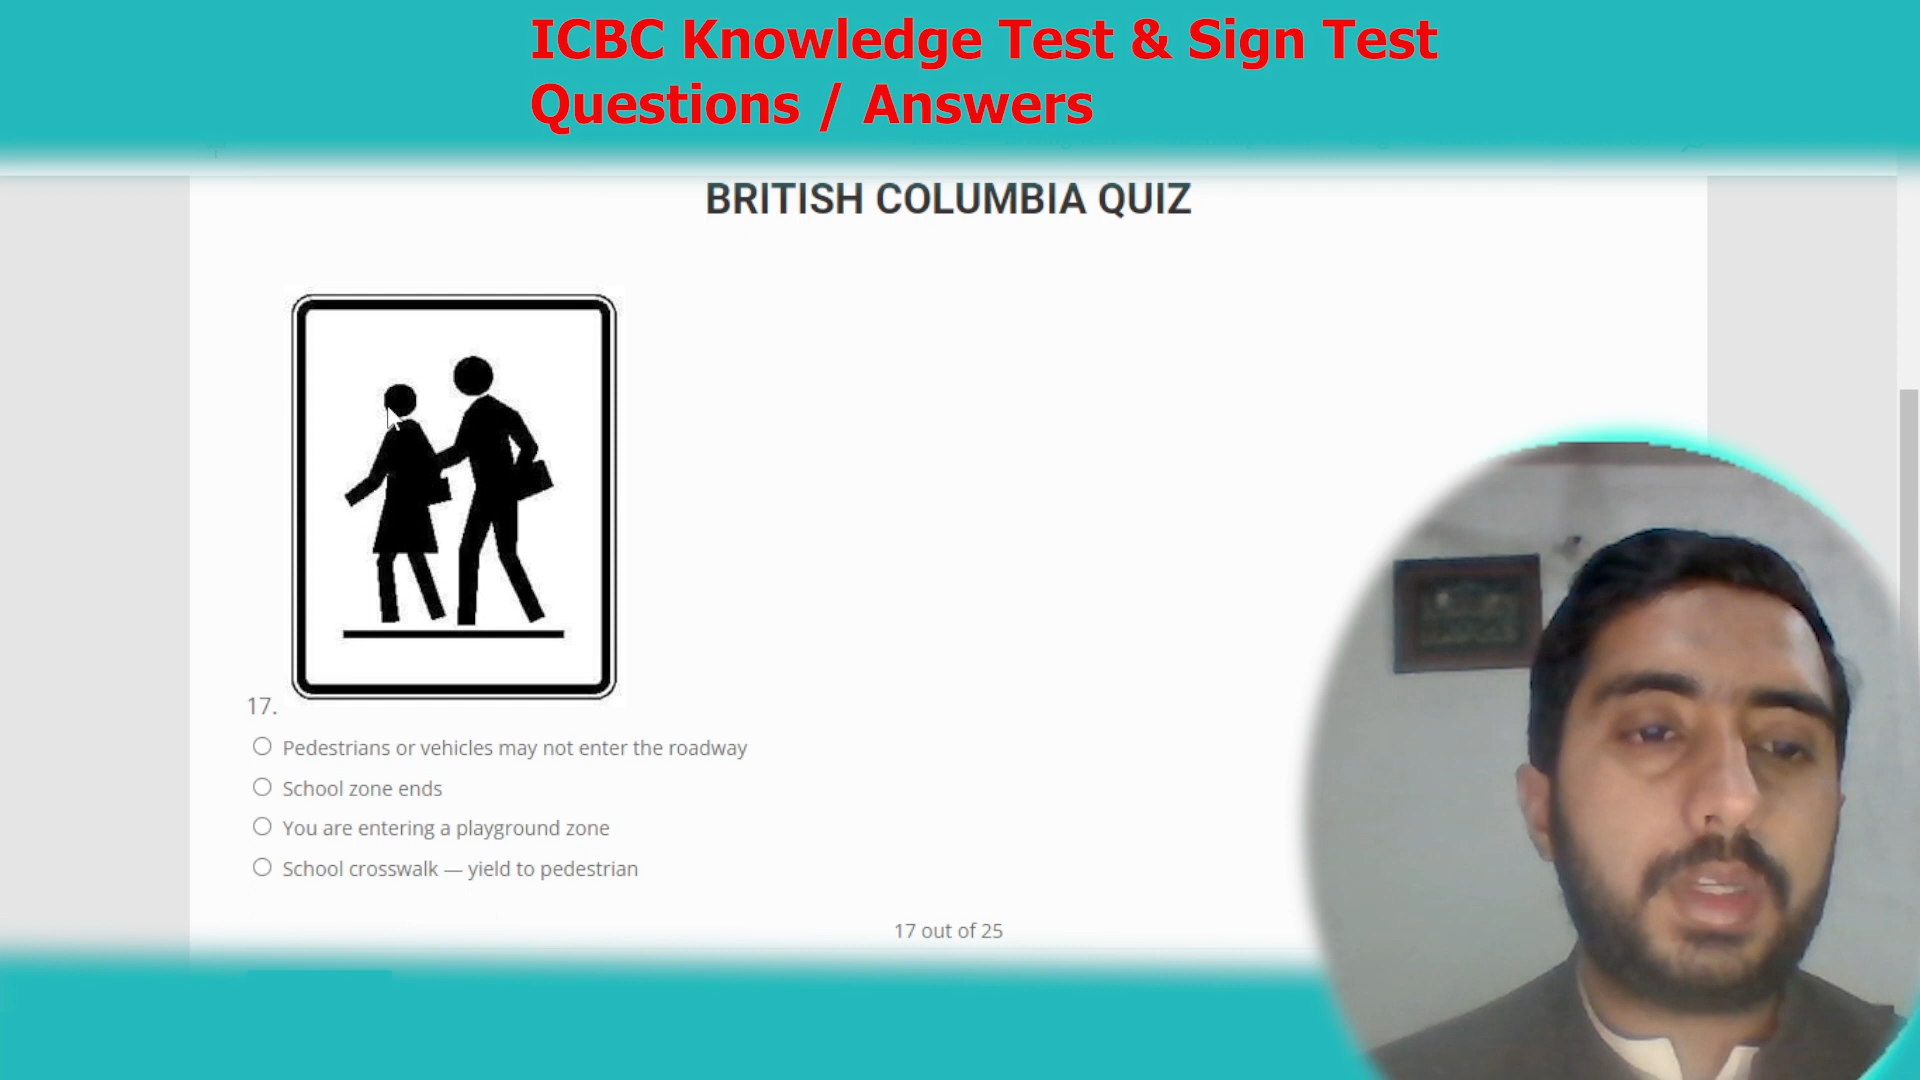 ICBC Knowledge Test & Sign Test
Questions / Answers
BRITISH COLUMBIA QUIZ
17.
Pedestrians or vehicles may not enter the roadway
School zone ends
You are entering a playground zone
School crosswalk — yield to pedestrian
17 out of 25